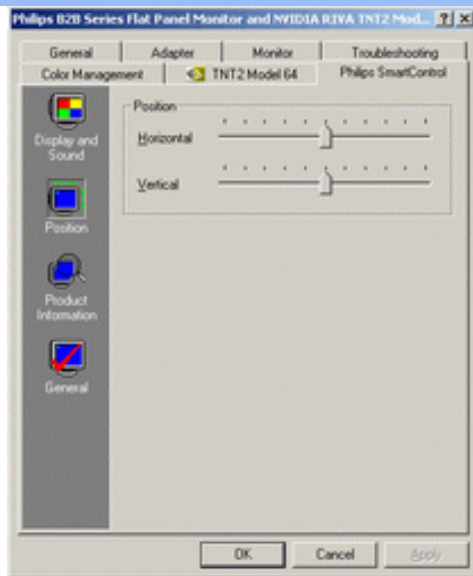 Philips B2B Series Flat Panel Monitor and NVIDIA RIVA TNT2 Mod...
General Adapter Monitor Troubleshooting
Color Management TNT2 Model 64 Philips SmartControl
Position
Horizontal
Vertical
Display and
Sound
Position
Product
Information
General
OK Cancel Apply